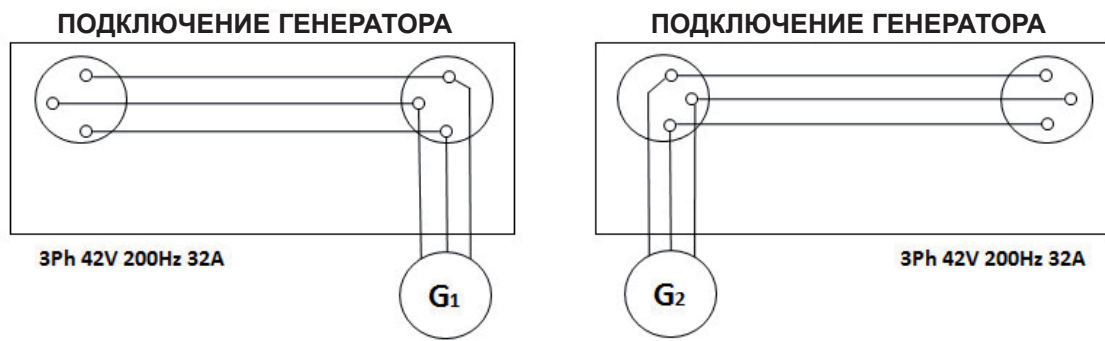 ПОДКЛЮЧЕНИЕ ГЕНЕРАТОРА
3Ph 42V 200Hz 32A
G1
ПОДКЛЮЧЕНИЕ ГЕНЕРАТОРА
3Ph 42V 200Hz 32A
G2